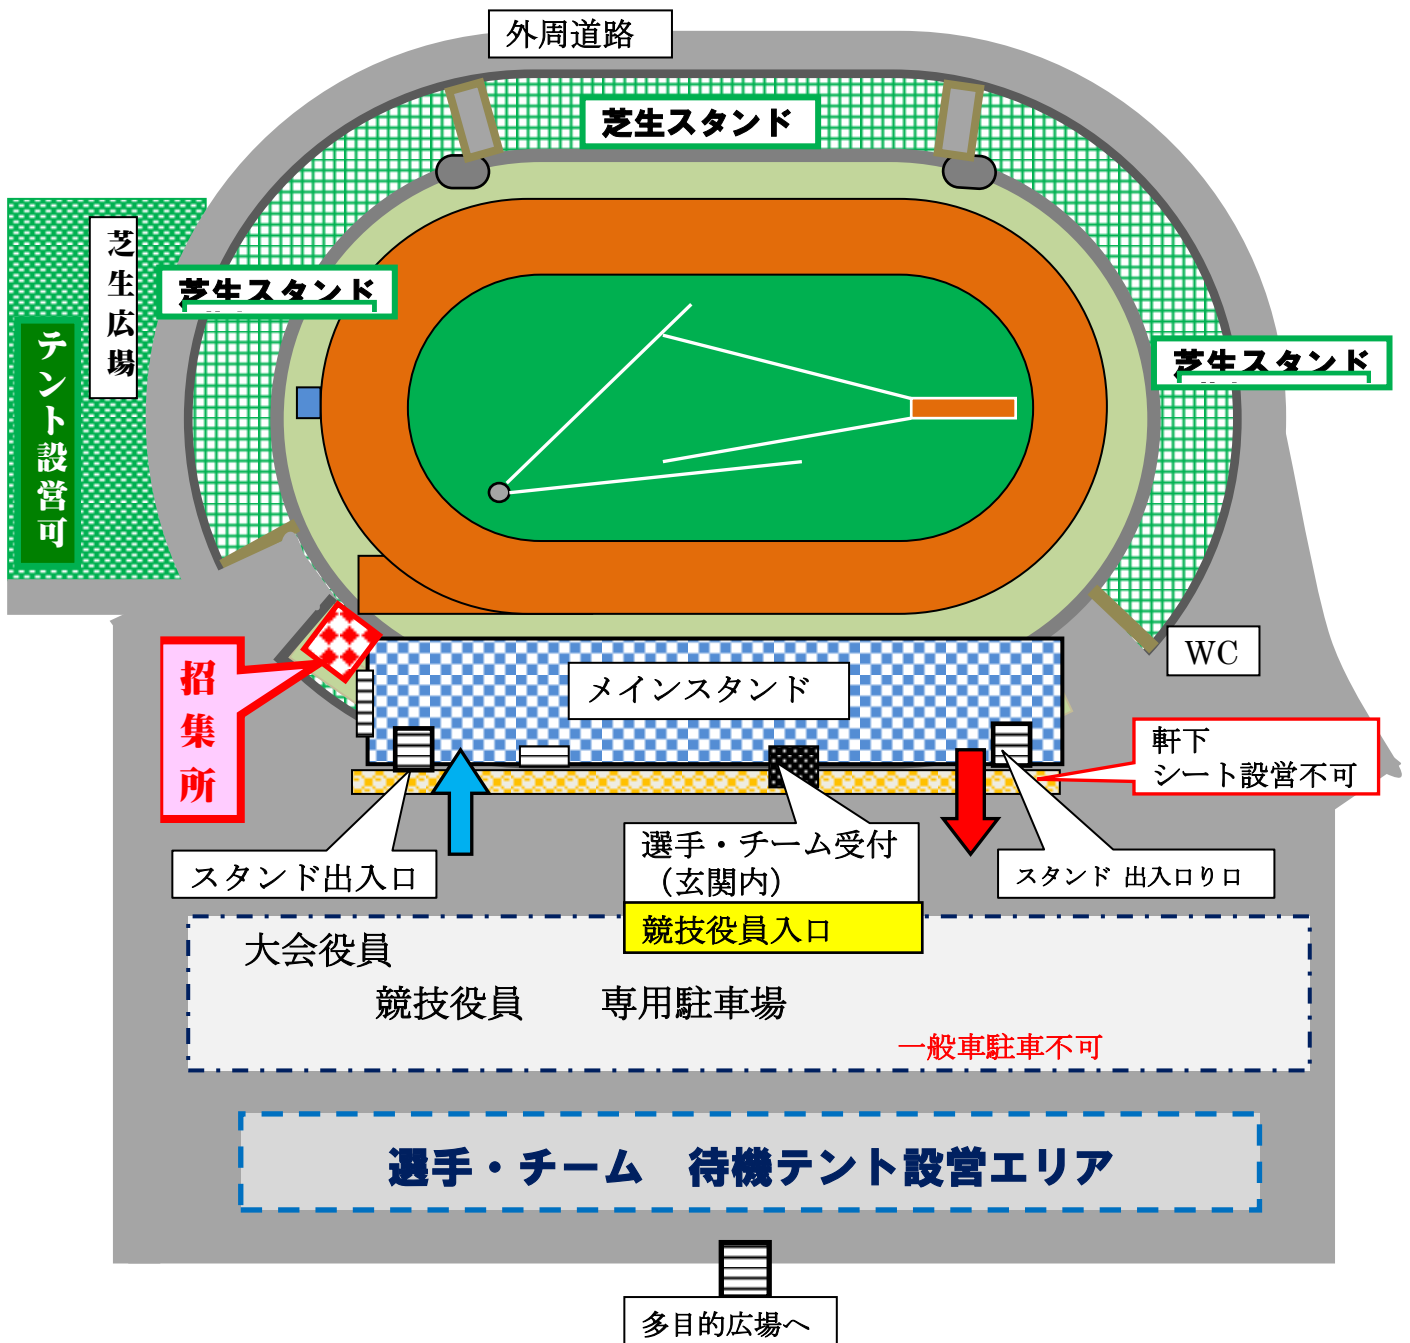 外周道路
芝生スタンド
芝生広場
芝生スタンド
テント設営可
芝生スタンド
WC
招集所
メインスタンド
軒下
シート設営不可
スタンド出入口
選手・チーム受付
（玄関内）
競技役員入口
スタンド 出入口り口
大会役員
競技役員　専用駐車場
一般車駐車不可
選手・チーム　待機テント設営エリア
多目的広場へ